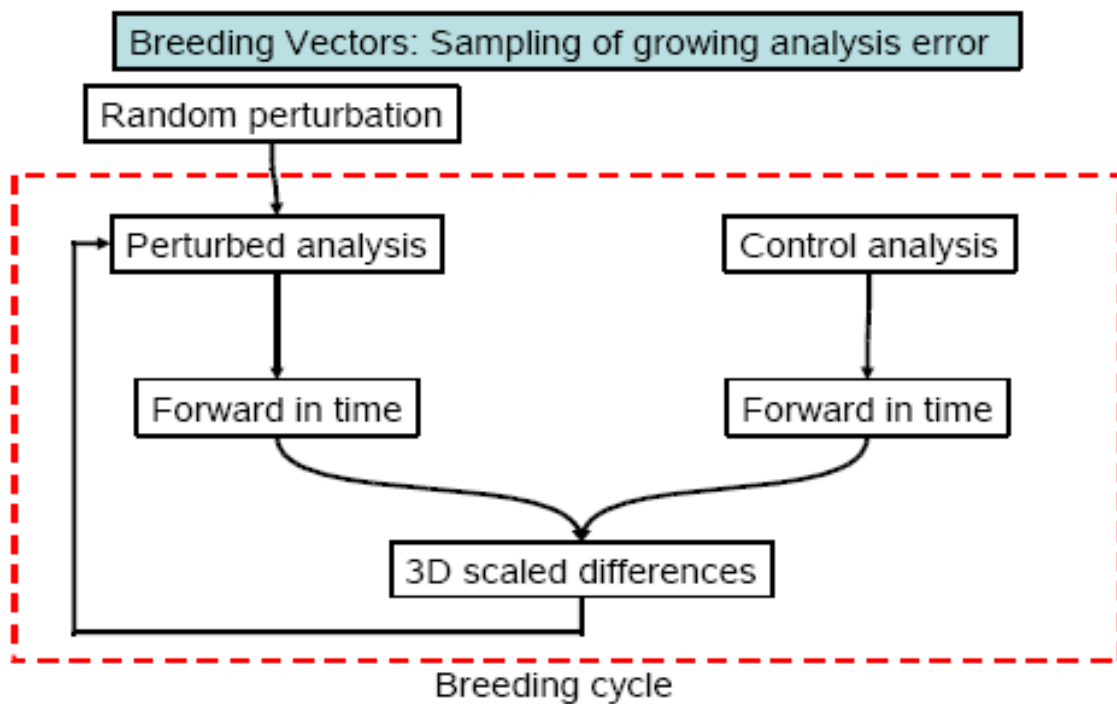 Breeding Vectors: Sampling of growing analysis error
Random perturbation
Perturbed analysis
Control analysis
Forward in time
Forward in time
3D scaled differences
Breeding cycle